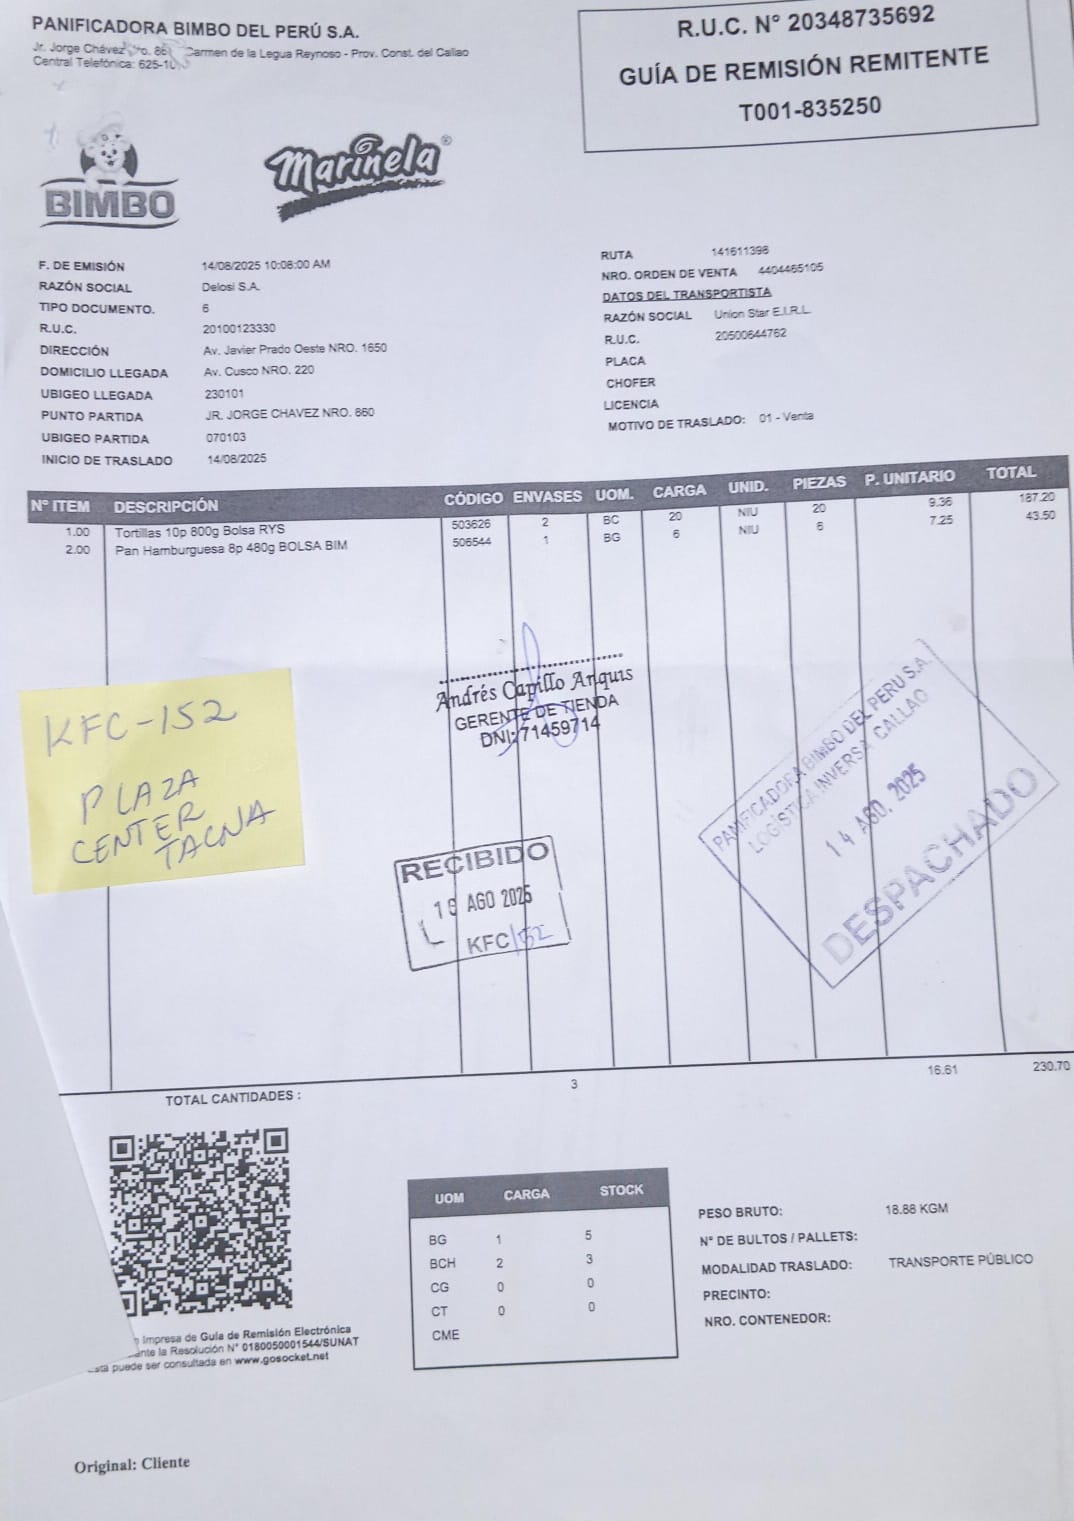 PANIFICADORA BIMBO DEL PERÚ S.A.
Jr. Jorge Chávez Carmen de la Legua Reynoso - Prov. Const. del Callao
Central Telefónica:
R.U.C. N° 20348735692
GUÍA DE REMISIÓN REMITENTE
T001-835250
BIMBO
Marinela®
F. DE EMISIÓN 14/08/2025 10:08:00 AM
RAZÓN SOCIAL Delosi S.A.
TIPO DOCUMENTO. 6
R.U.C. 20100123330
DIRECCIÓN Av. Javier Prado Oeste NRO. 1650
DOMICILIO LLEGADA Av. Cusco NRO. 220
UBIGEO LLEGADA 230101
PUNTO PARTIDA JR. JORGE CHAVEZ NRO. 860
UBIGEO PARTIDA 070103
INICIO DE TRASLADO 14/08/2025
RUTA 141611398
NRO. ORDEN DE VENTA 4404465105
DATOS DEL TRANSPORTISTA
RAZÓN SOCIAL Union Star E.I.R.L.
R.U.C. 20500644762
PLACA
CHOFER
LICENCIA
MOTIVO DE TRASLADO: 01 - Venta
N° ITEM DESCRIPCIÓN CÓDIGO ENVASES UOM. CARGA UNID. PIEZAS P. UNITARIO TOTAL
1.00 Tortillas 10p 800g Bolsa RYS 503626 2 BC 20 NIU 20 9.36 187.20
2.00 Pan Hamburguesa 8p 480g BOLSA BIM 506544 1 BG 6 NIU 6 7.25 43.50
Andrés Capillo Anquis
GERENTE DE TIENDA
DNI: 71459714
KFC-152
PLAZA
CENTER
TACNA
PANIFICADORA BIMBO DEL PERU S.A.
LOGÍSTICA INVERSA CALLAO
14 AGO. 2025
DESPACHADO
RECIBIDO
AGO 2025
KFC/152
TOTAL CANTIDADES : 3 16.61 230.70
UOM CARGA STOCK
BG 1 5
BCH 2 3
CG 0 0
CT 0 0
CME
PESO BRUTO: 18.88 KGM
N° DE BULTOS / PALLETS:
MODALIDAD TRASLADO: TRANSPORTE PÚBLICO
PRECINTO:
NRO. CONTENEDOR:
Impresa de Guía de Remisión Electrónica
la Resolución N° 0180050001544/SUNAT
puede ser consultada en www.gosocket.net
Original: Cliente